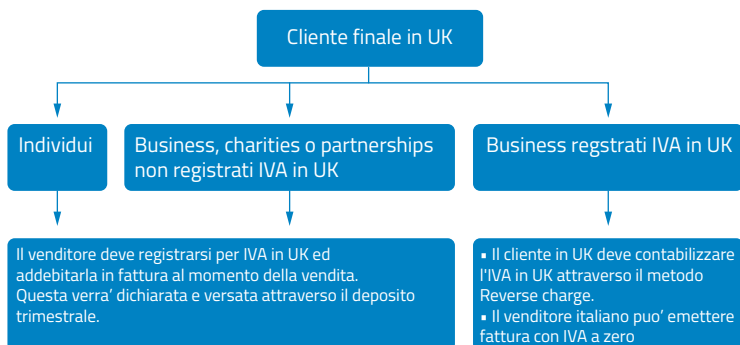 Cliente finale in UK
Individui
Business, charities o partnerships
non registrati IVA in UK
Business regstrati IVA in UK
Il venditore deve registrarsi per IVA in UK ed
addebitarla in fattura al momento della vendita.
Questa verra’ dichiarata e versata attraverso il deposito
trimestrale.
▪ Il cliente in UK deve contabilizzare
l'IVA in UK attraverso il metodo
Reverse charge.
▪ Il venditore italiano puo’ emettere
fattura con IVA a zero